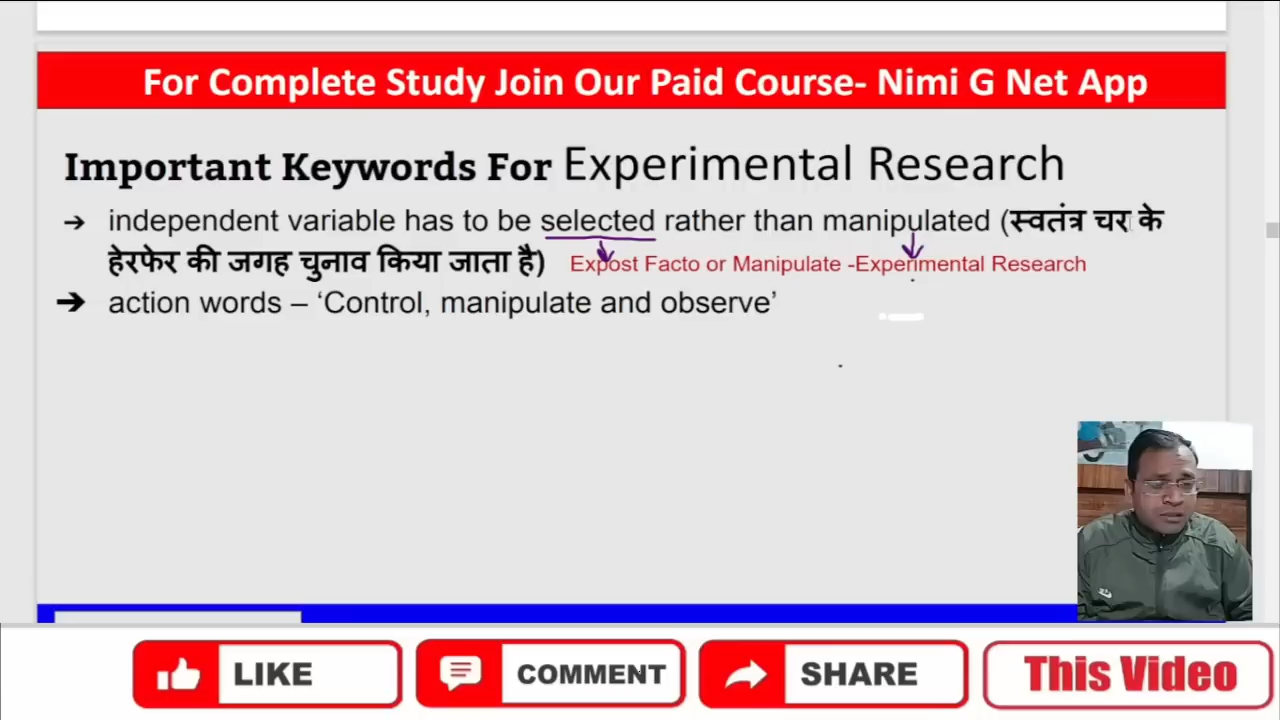 For Complete Study Join Our Paid Course- Nimi G Net App
Important Keywords For Experimental Research
→ independent variable has to be selected rather than manipulated (स्वतंत्र चर के
हेरफेर की जगह चुनाव किया जाता है) Expost Facto or Manipulate -Experimental Research
→ action words – ‘Control, manipulate and observe’
LIKE COMMENT SHARE This Video